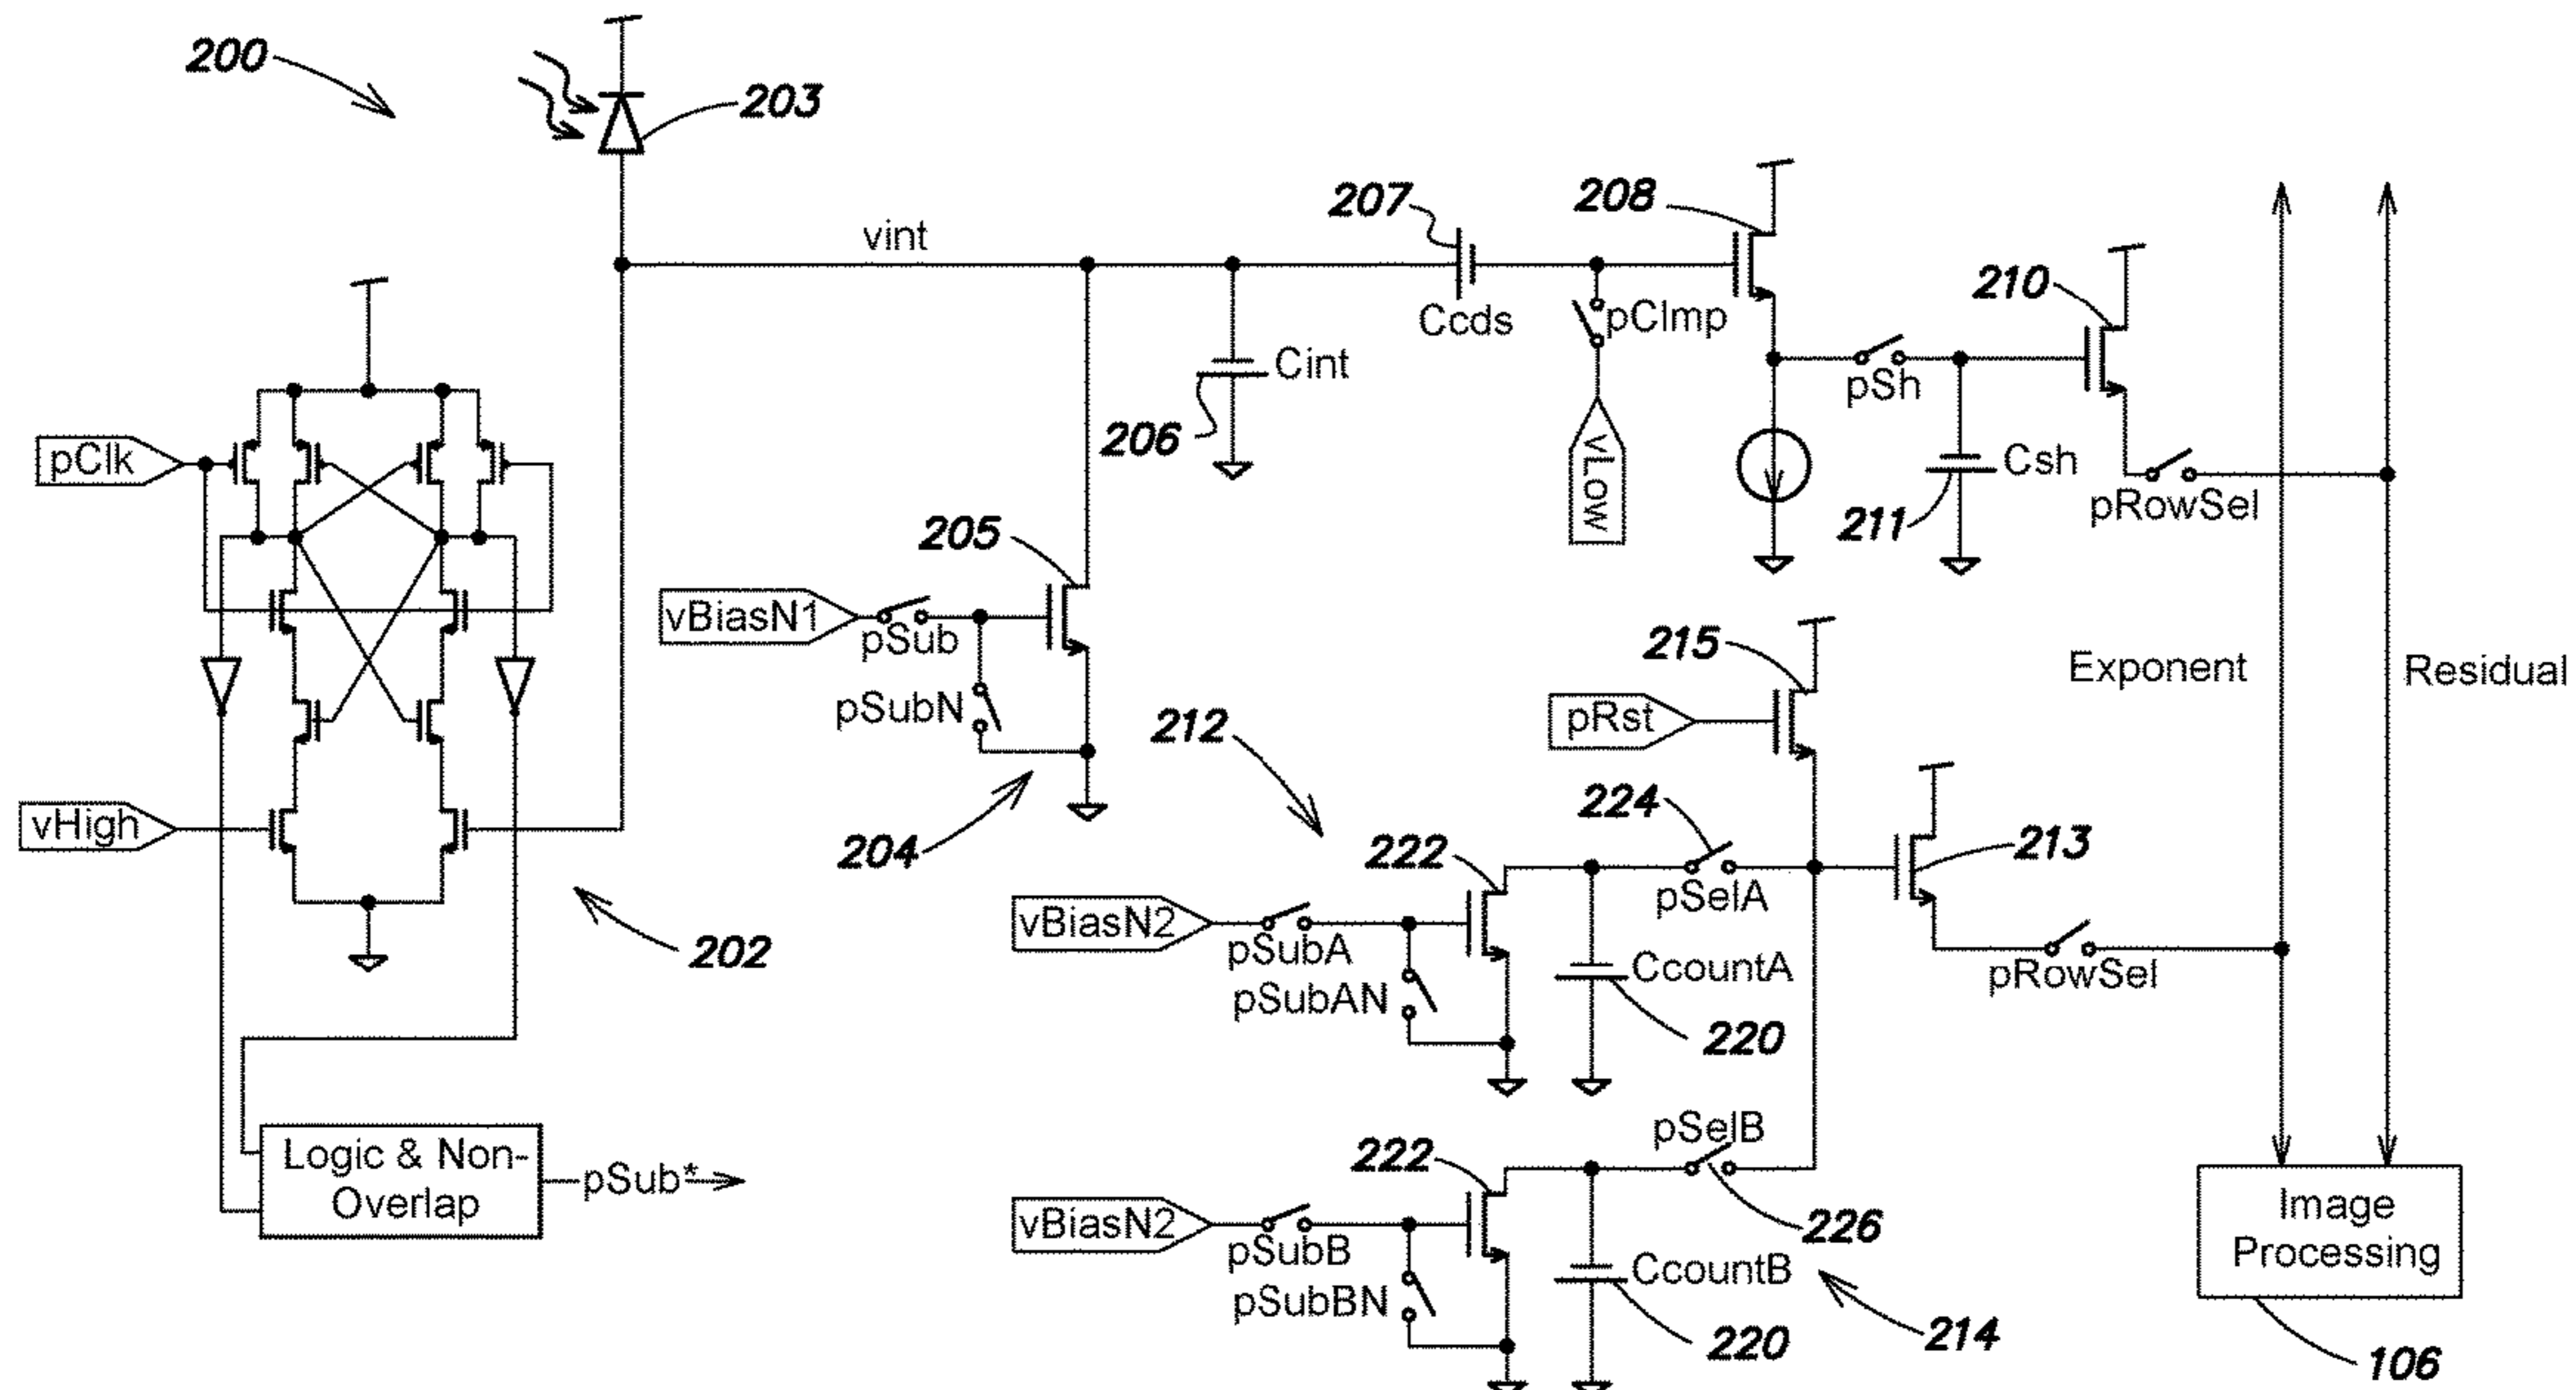 200
203
vint
207
208
Ccds
pClmp
210
Cint
206
pSh
vLow
Csh
211
pRowSel
pClk
205
vBiasN1
pSub
pSubN
204
212
215
pRst
Exponent
Residual
vHigh
202
224
222
213
vBiasN2
pSubA
pSubAN
pSelA
CcountA
220
pRowSel
Logic & Non-
Overlap
pSub*
pSelB
222
vBiasN2
pSubB
pSubBN
226
CcountB
220
214
Image
Processing
106